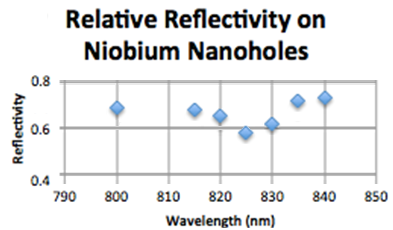 Relative Reflectivity on
Niobium Nanoholes
Reflectivity
0.8
0.6
0.4
790 800 810 820 830 840 850
Wavelength (nm)